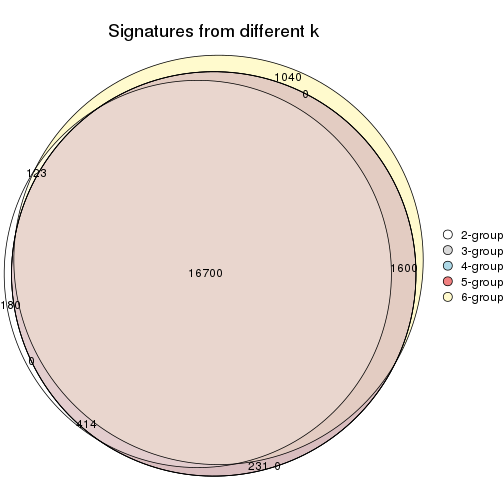 Signatures from different k
1040
0
123
16700
1600
180
0
414
231
0
2-group
3-group
4-group
5-group
6-group